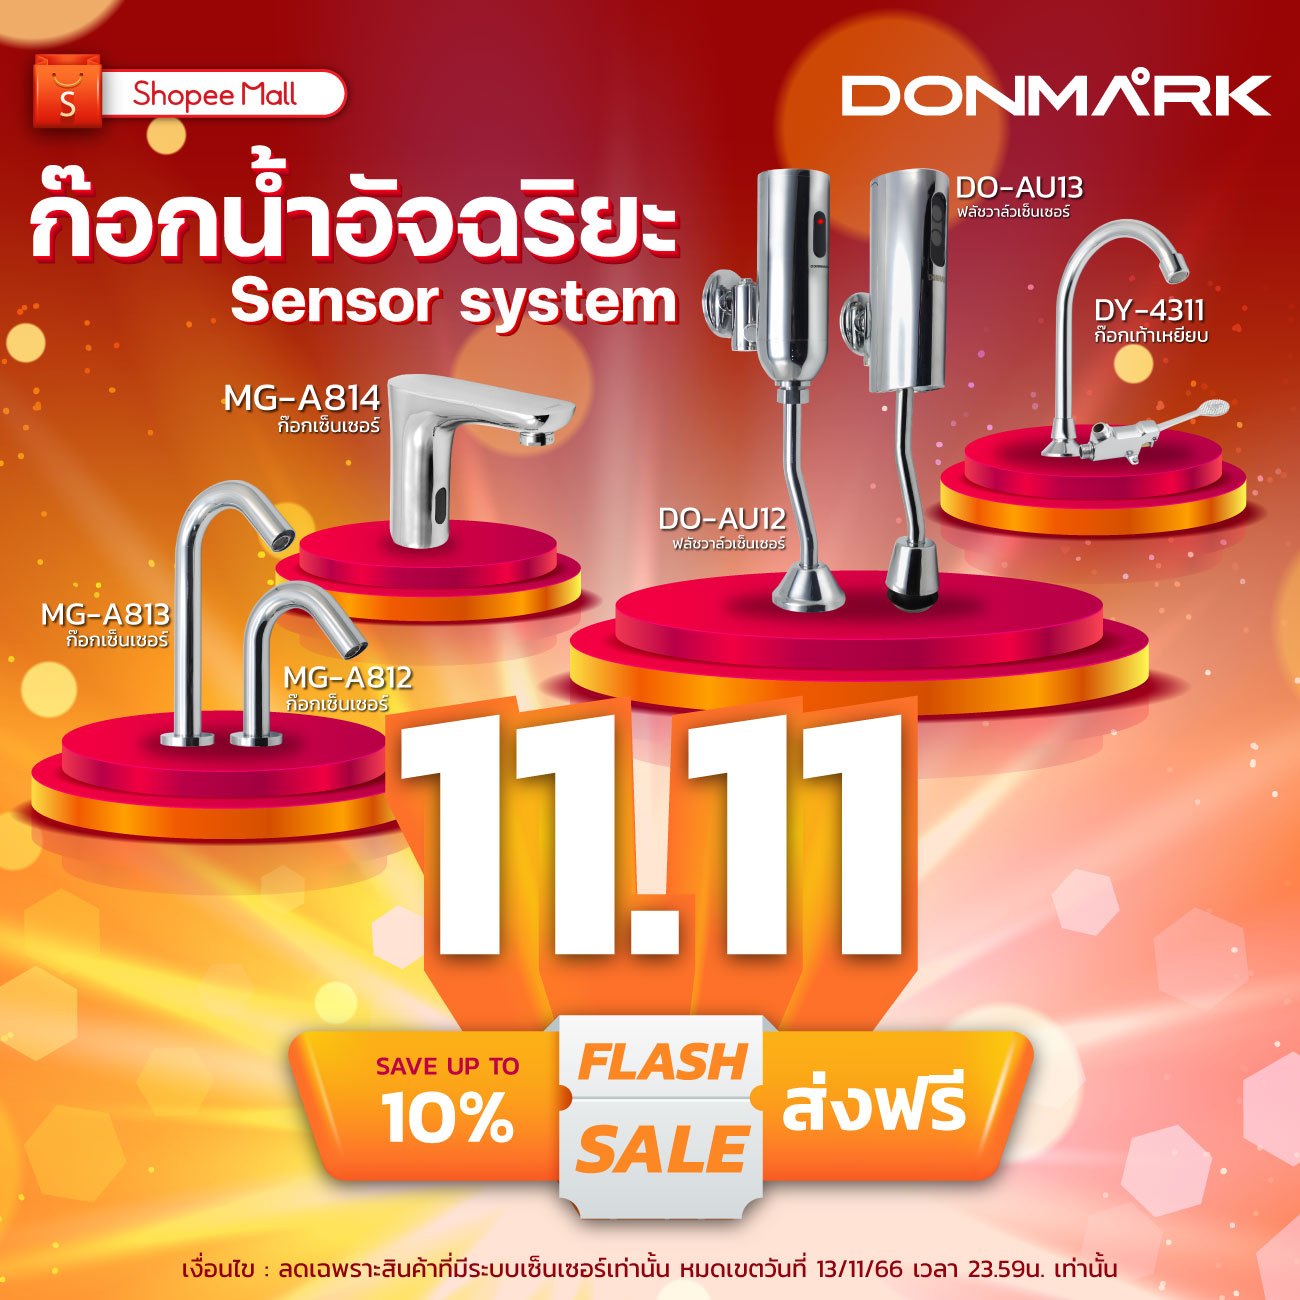 S
Shopee Mall
DONMARK
ก๊อกน้ำอัจฉริยะ
Sensor system
DO-AU13
ฟลัชวาล์วเซ็นเซอร์
DY-4311
ก๊อกเท้าเหยียบ
MG-A814
ก๊อกเซ็นเซอร์
DO-AU12
ฟลัชวาล์วเซ็นเซอร์
MG-A813
ก๊อกเซ็นเซอร์
MG-A812
ก๊อกเซ็นเซอร์
11.11
SAVE UP TO
10%
FLASH
SALE
ส่งฟรี
เงื่อนไข : ลดเฉพาะสินค้าที่มีระบบเซ็นเซอร์เท่านั้น หมดเขตวันที่ 13/11/66 เวลา 23.59น. เท่านั้น